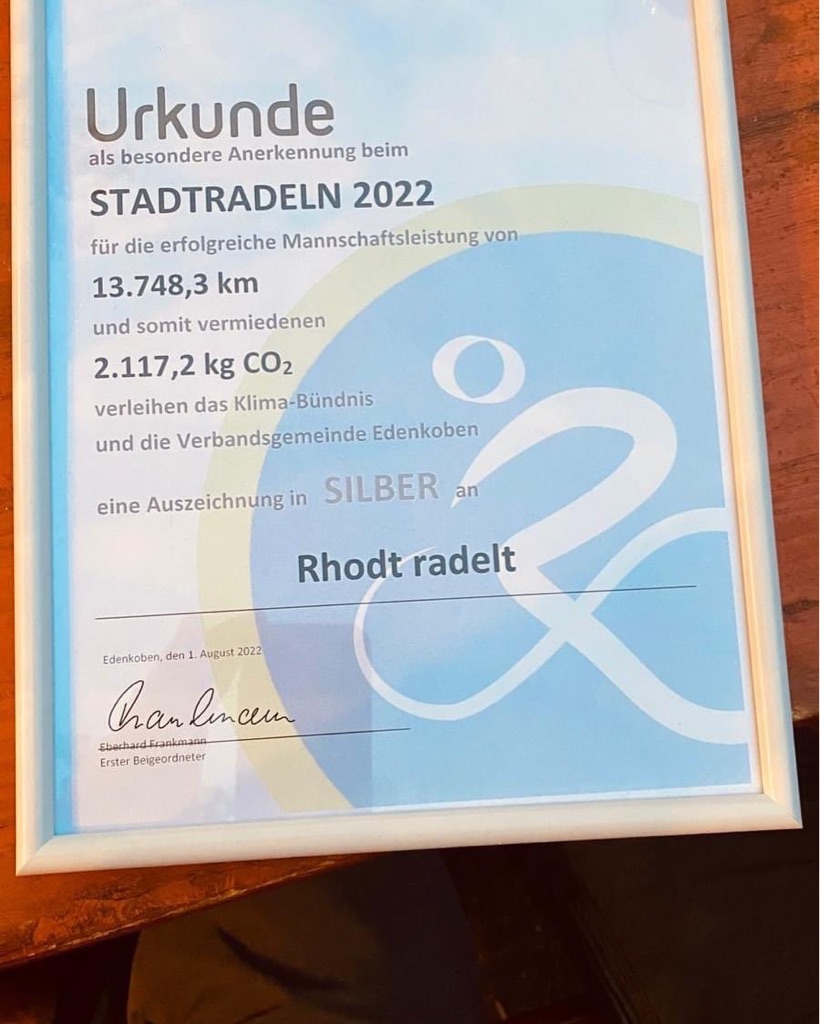 Urkunde
als besondere Anerkennung beim
STADTRADELN 2022
für die erfolgreiche Mannschaftsleistung von
13.748,3 km
und somit vermiedenen
2.117,2 kg CO₂
verleihen das Klima-Bündnis
und die Verbandsgemeinde Edenkoben
eine Auszeichnung in SILBER an
Rhodt radelt
Edenkoben, den 1. August 2022
Eberhard Frankmann
Erster Beigeordneter